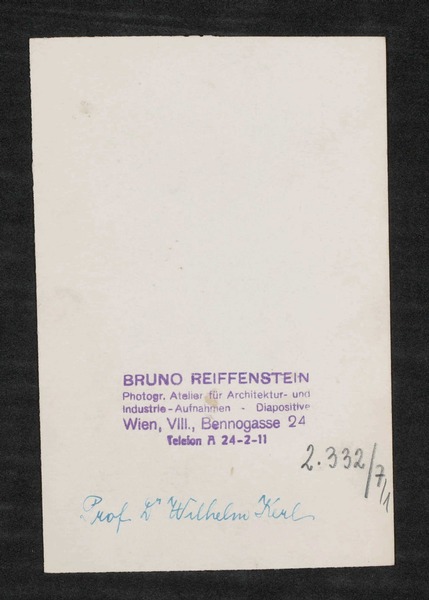 BRUNO REIFFENSTEIN
Photogr. Atelier für Architektur- und
Industrie-Aufnahmen - Diapositive
Wien, VIII., Bennogasse 24
Telefon A 24-2-11
2.332/7/1
Prof. Dr Wilhelm Kerl